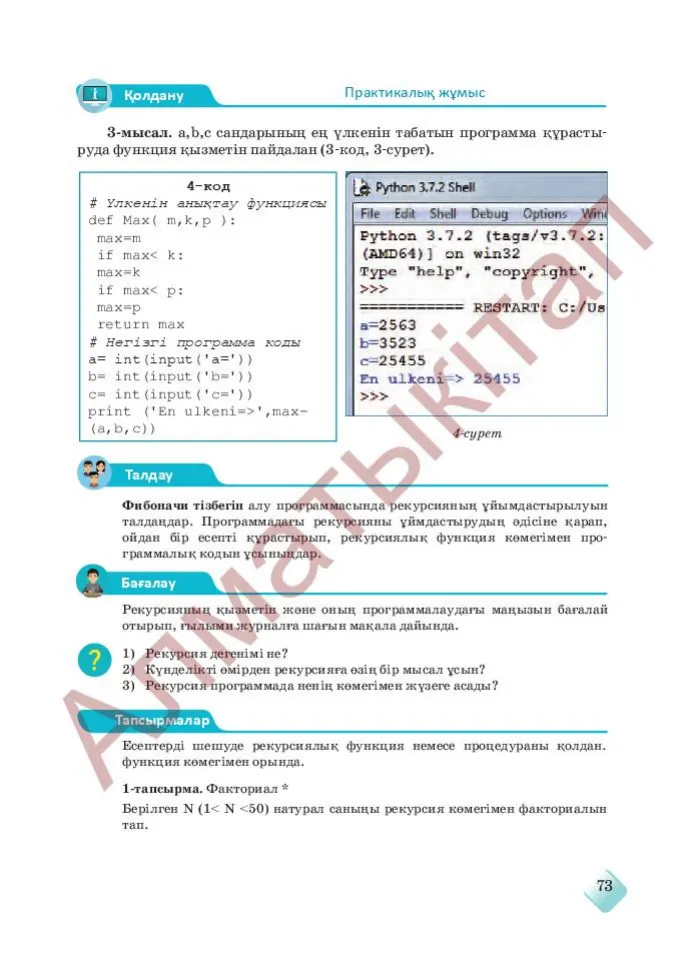 Қолдану
Практикалық жұмыс
3-мысал. a,b,c сандарының ең үлкенін табатын программа құрасты-
руда функция қызметін пайдалан (3-код, 3-сурет).
4-код
# Үлкенін анықтау функциясы
def Max( m,k,p ):
max=m
if max< k:
max=k
if max< p:
max=p
return max
# Негізгі программа коды
a= int(input('a='))
b= int(input('b='))
c= int(input('c='))
print ('En ulkeni=>',max-
(a,b,c))
Python 3.7.2 Shell
File Edit Shell Debug Options Win
Python 3.7.2 (tags/v3.7.2:
(AMD64)] on win32
Type "help", "copyright",
>>>
=========== RESTART: C:/Us
a=2563
b=3523
c=25455
En ulkeni=> 25455
>>>
4-сурет
Талдау
Фибоначи тізбегін алу программасында рекурсияның ұйымдастырылуын
талдаңдар. Программадағы рекурсияны ұймдастырудың әдісіне қарап,
ойдан бір есепті құрастырып, рекурсиялық функция көмегімен про-
граммалық кодын ұсыныңдар.
Бағалау
Рекурсияның қызметін және оның программалаудағы маңызын бағалай
отырып, ғылыми журналға шағын мақала дайында.
?
1) Рекурсия дегенімі не?
2) Күнделікті өмірден рекурсияға өзің бір мысал ұсын?
3) Рекурсия программада ненің көмегімен жүзеге асады?
Тапсырмалар
Есептерді шешуде рекурсиялық функция немесе процедураны қолдан.
функция көмегімен орында.
1-тапсырма. Факториал *
Берілген N (1< N <50) натурал саныңы рекурсия көмегімен факториалын
тап.
73
Алматыкітап